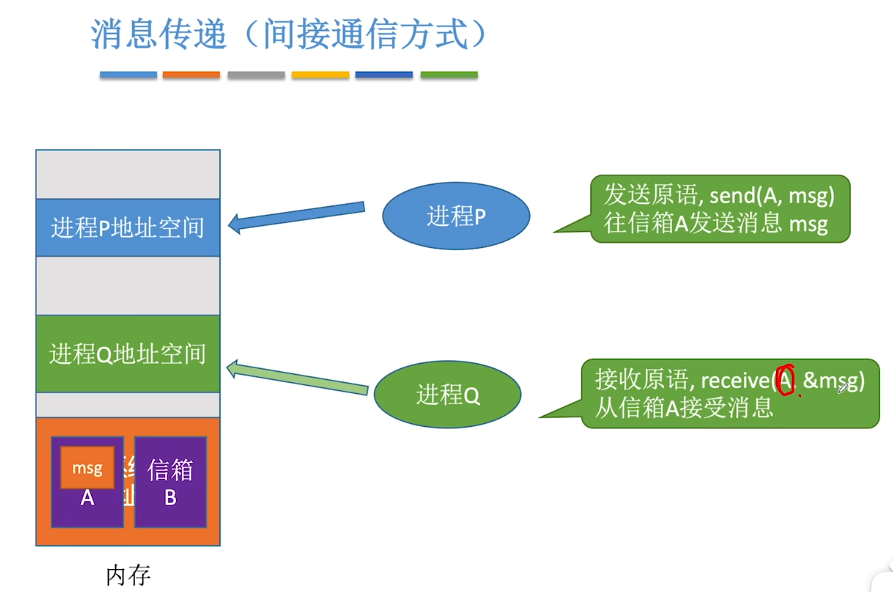 消息传递（间接通信方式）
进程P地址空间
进程P
发送原语, send(A, msg)
往信箱A发送消息 msg
进程Q地址空间
进程Q
接收原语, receive(A, &msg)
从信箱A接受消息
msg
A
信箱
B
内存